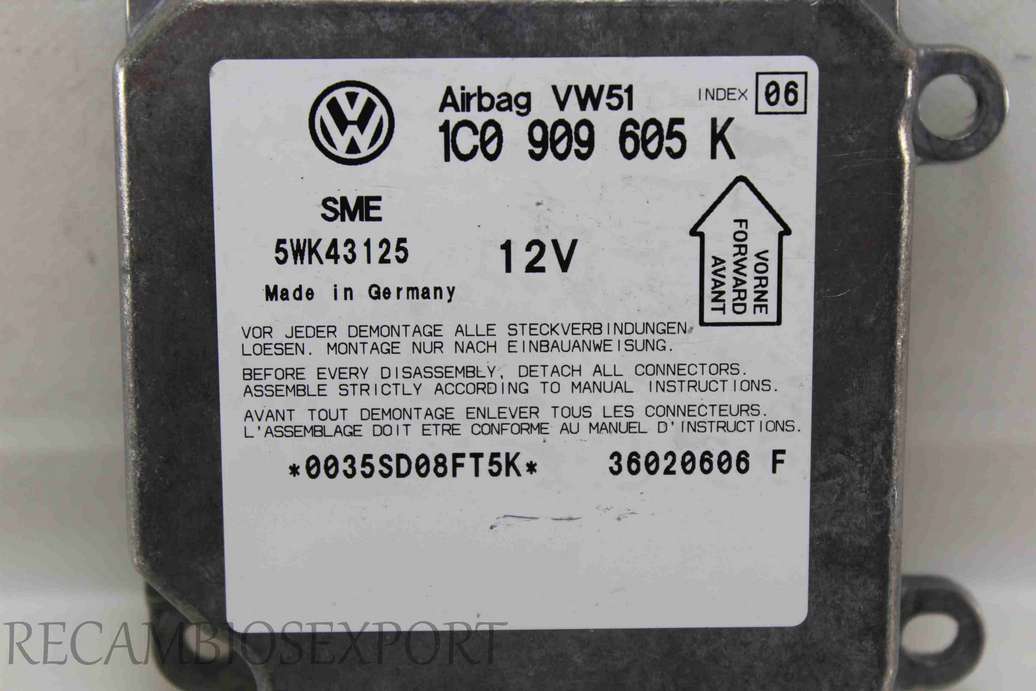 Airbag VW51 INDEX 06
1C0 909 605 K
SME
5WK43125 12V
Made in Germany
VORNE
FORWARD
AVANT
VOR JEDER DEMONTAGE ALLE STECKVERBINDUNGEN
LOESEN. MONTAGE NUR NACH EINBAUANWEISUNG.
BEFORE EVERY DISASSEMBLY, DETACH ALL CONNECTORS.
ASSEMBLE STRICTLY ACCORDING TO MANUAL INSTRUCTIONS.
AVANT TOUT DEMONTAGE ENLEVER TOUS LES CONNECTEURS.
L'ASSEMBLAGE DOIT ETRE CONFORME AU MANUEL D'INSTRUCTIONS.
*0035SD08FT5K* 36020606 F
RECAMBIOSEXPORT